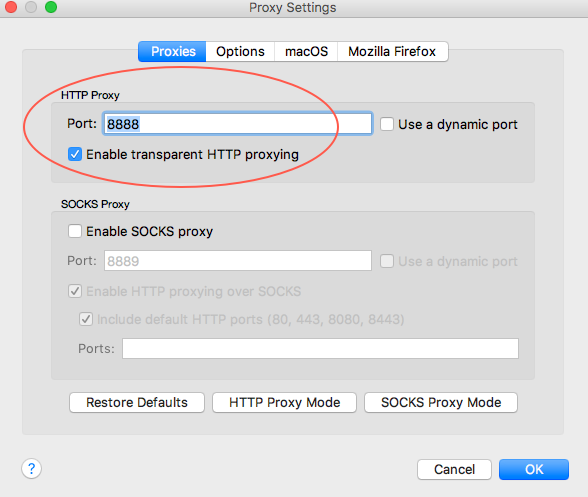 Proxy Settings
Proxies Options macOS Mozilla Firefox
HTTP Proxy
Port: 8888 Use a dynamic port
Enable transparent HTTP proxying
SOCKS Proxy
Enable SOCKS proxy
Port: 8889 Use a dynamic port
Enable HTTP proxying over SOCKS
Include default HTTP ports (80, 443, 8080, 8443)
Ports:
Restore Defaults HTTP Proxy Mode SOCKS Proxy Mode
? Cancel OK